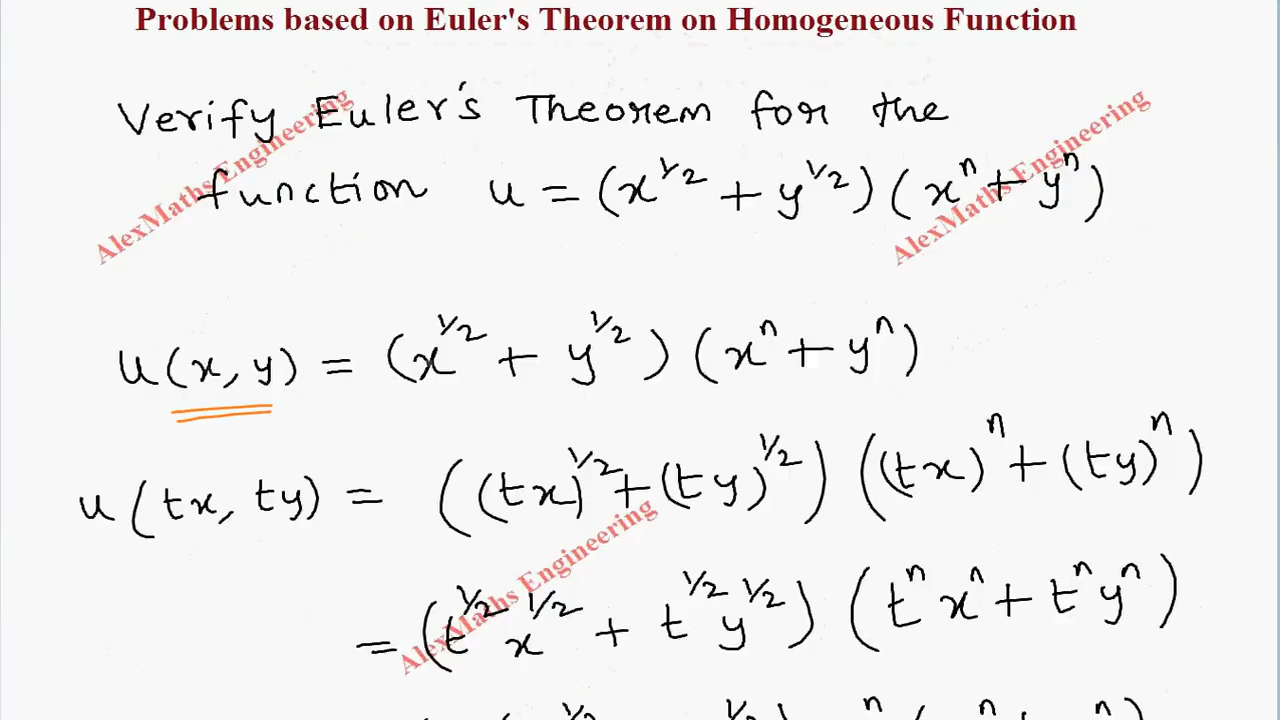 Problems based on Euler's Theorem on Homogeneous Function
Verify Euler's Theorem for the
function u = (x^1/2 + y^1/2) (x^n + y^n)
AlexMaths Engineering
AlexMaths Engineering
u(x, y) = (x^1/2 + y^1/2) (x^n + y^n)
u(tx, ty) = ((tx)^1/2 + (ty)^1/2) ((tx)^n + (ty)^n)
AlexMaths Engineering
= (t^1/2 x^1/2 + t^1/2 y^1/2) (t^n x^n + t^n y^n)